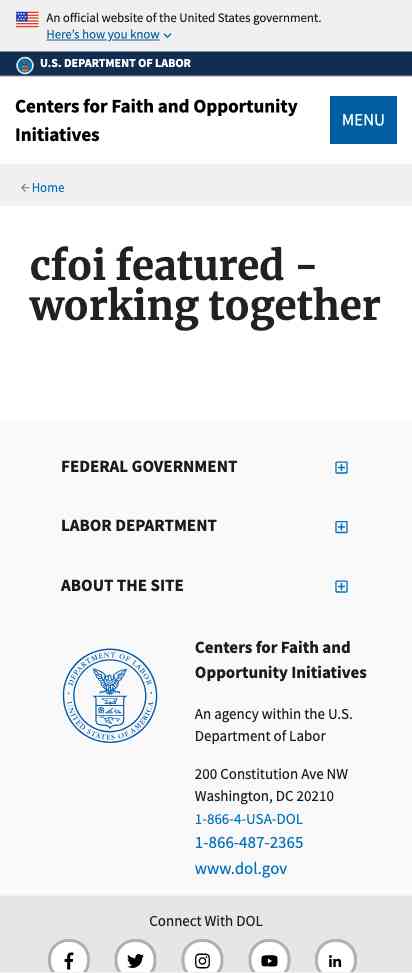 An official website of the United States government.
Here's how you know
U.S. DEPARTMENT OF LABOR
Centers for Faith and Opportunity
Initiatives
MENU
Home
cfoi featured -
working together
FEDERAL GOVERNMENT
LABOR DEPARTMENT
ABOUT THE SITE
DEPARTMENT OF LABOR
UNITED STATES OF AMERICA
Centers for Faith and
Opportunity Initiatives
An agency within the U.S.
Department of Labor
200 Constitution Ave NW
Washington, DC 20210
1-866-4-USA-DOL
1-866-487-2365
www.dol.gov
Connect With DOL